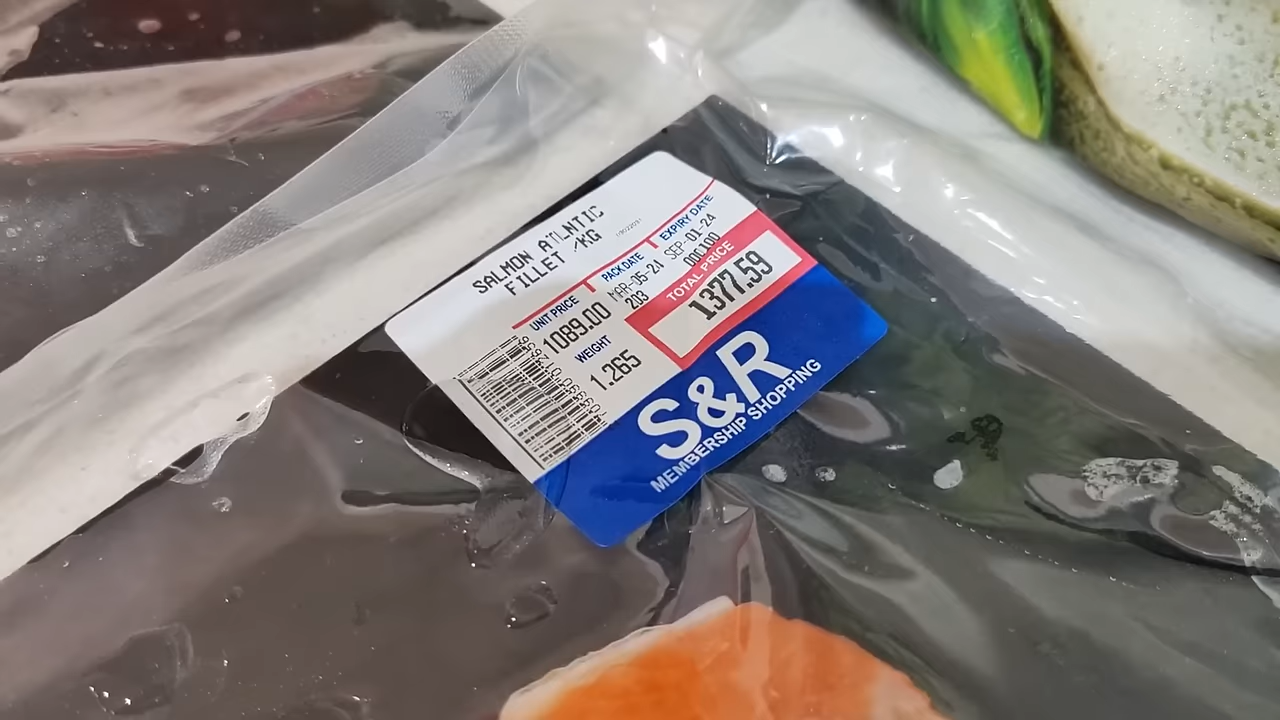 SALMON ATLNTIC
FILLET /KG
UNIT PRICE
1089.00
PACK DATE
MAR-05-24
203
EXPIRY DATE
SEP-01-24
000100
WEIGHT
1.265
TOTAL PRICE
1377.59
S&R
MEMBERSHIP SHOPPING